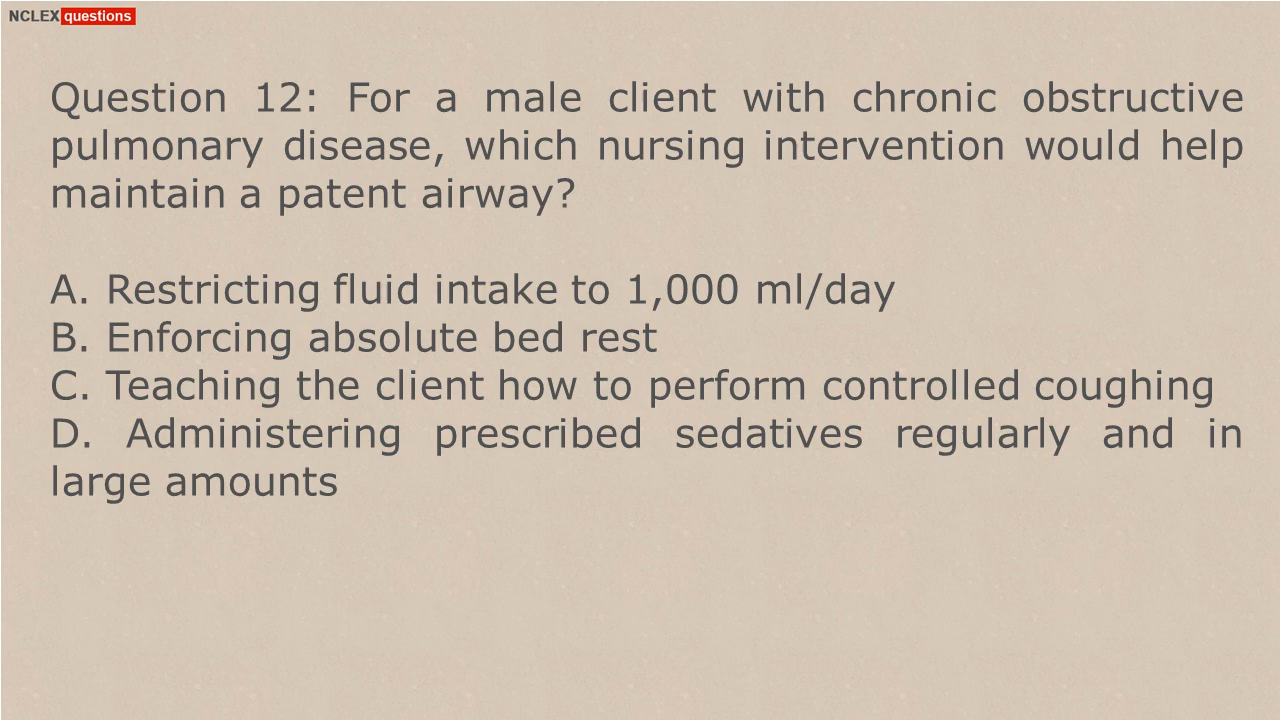 NCLEX questions
Question 12: For a male client with chronic obstructive
pulmonary disease, which nursing intervention would help
maintain a patent airway?
A. Restricting fluid intake to 1,000 ml/day
B. Enforcing absolute bed rest
C. Teaching the client how to perform controlled coughing
D. Administering prescribed sedatives regularly and in
large amounts